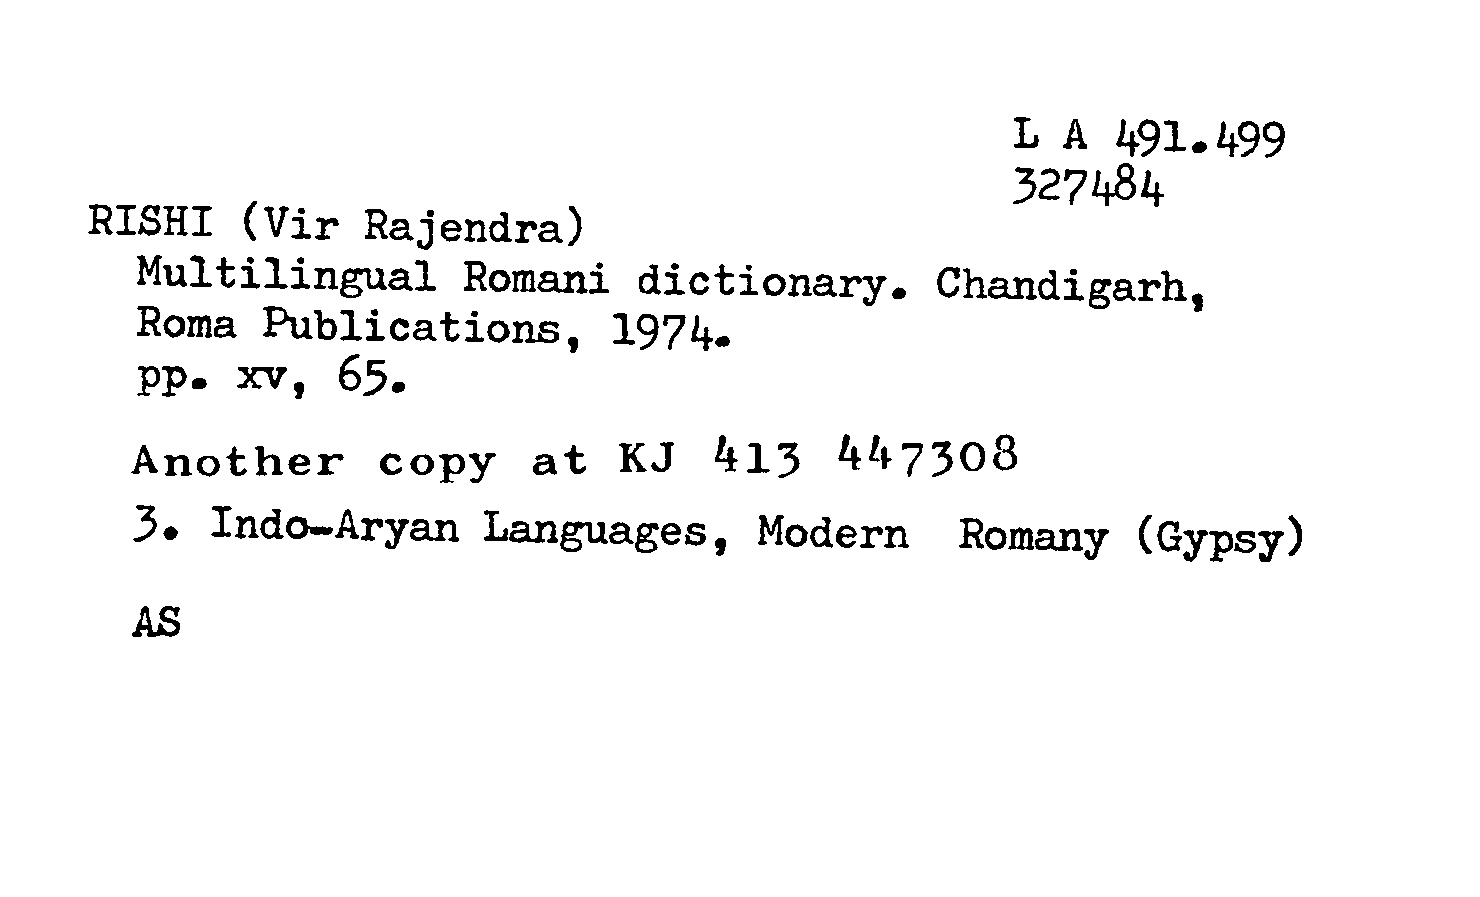 L A 491.499
327484
RISHI (Vir Rajendra)
Multilingual Romani dictionary. Chandigarh,
Roma Publications, 1974.
pp. xv, 65.
Another copy at KJ 413 447308
3. Indo-Aryan Languages, Modern Romany (Gypsy)
AS